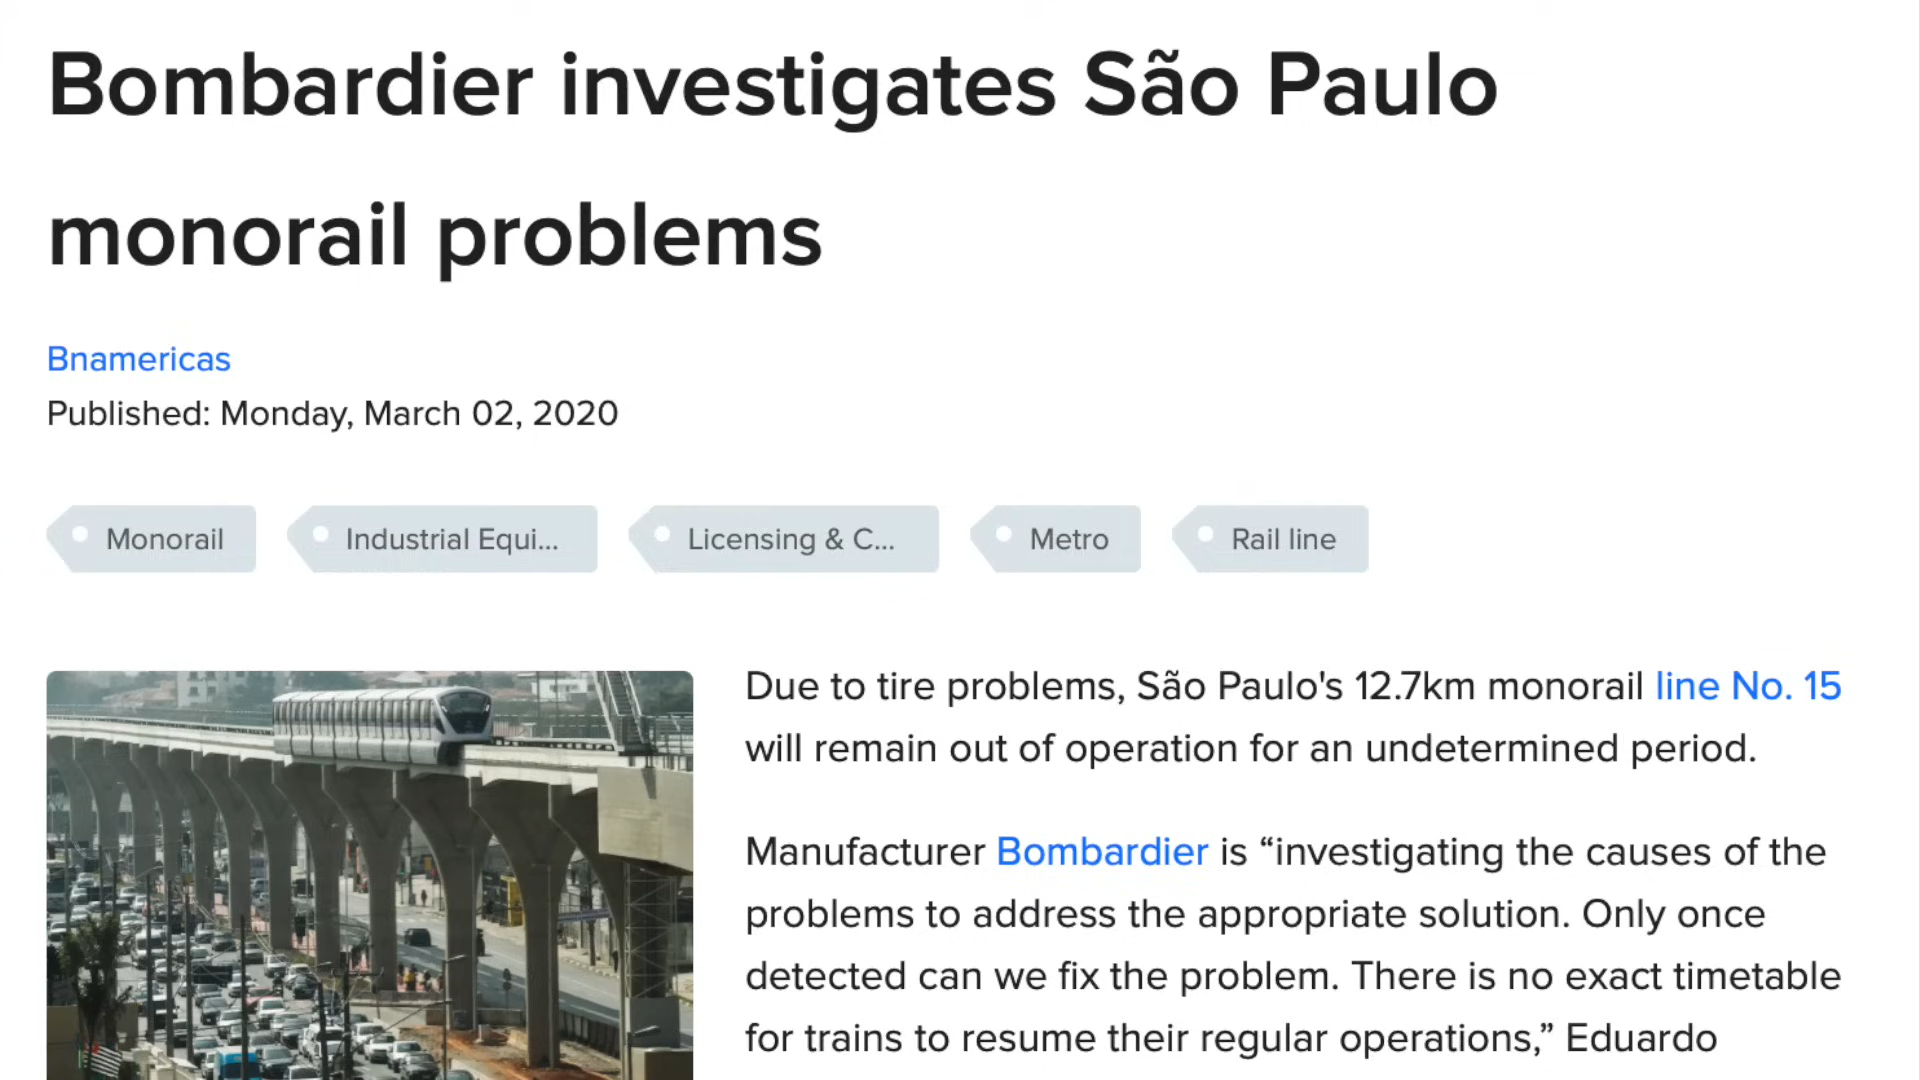 Bombardier investigates São Paulo
monorail problems
Bnamericas
Published: Monday, March 02, 2020
Monorail
Industrial Equi...
Licensing & C...
Metro
Rail line
Due to tire problems, São Paulo's 12.7km monorail line No. 15
will remain out of operation for an undetermined period.
Manufacturer Bombardier is “investigating the causes of the
problems to address the appropriate solution. Only once
detected can we fix the problem. There is no exact timetable
for trains to resume their regular operations,” Eduardo